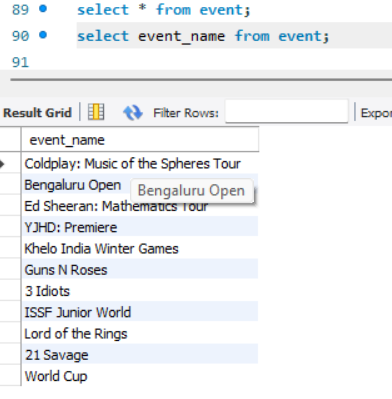 89 select * from event;
90 select event_name from event;
91
Result Grid Filter Rows: Expor
event_name
Coldplay: Music of the Spheres Tour
Bengaluru Open
Bengaluru Open
Ed Sheeran: Mathematics Tour
YJHD: Premiere
Khelo India Winter Games
Guns N Roses
3 Idiots
ISSF Junior World
Lord of the Rings
21 Savage
World Cup